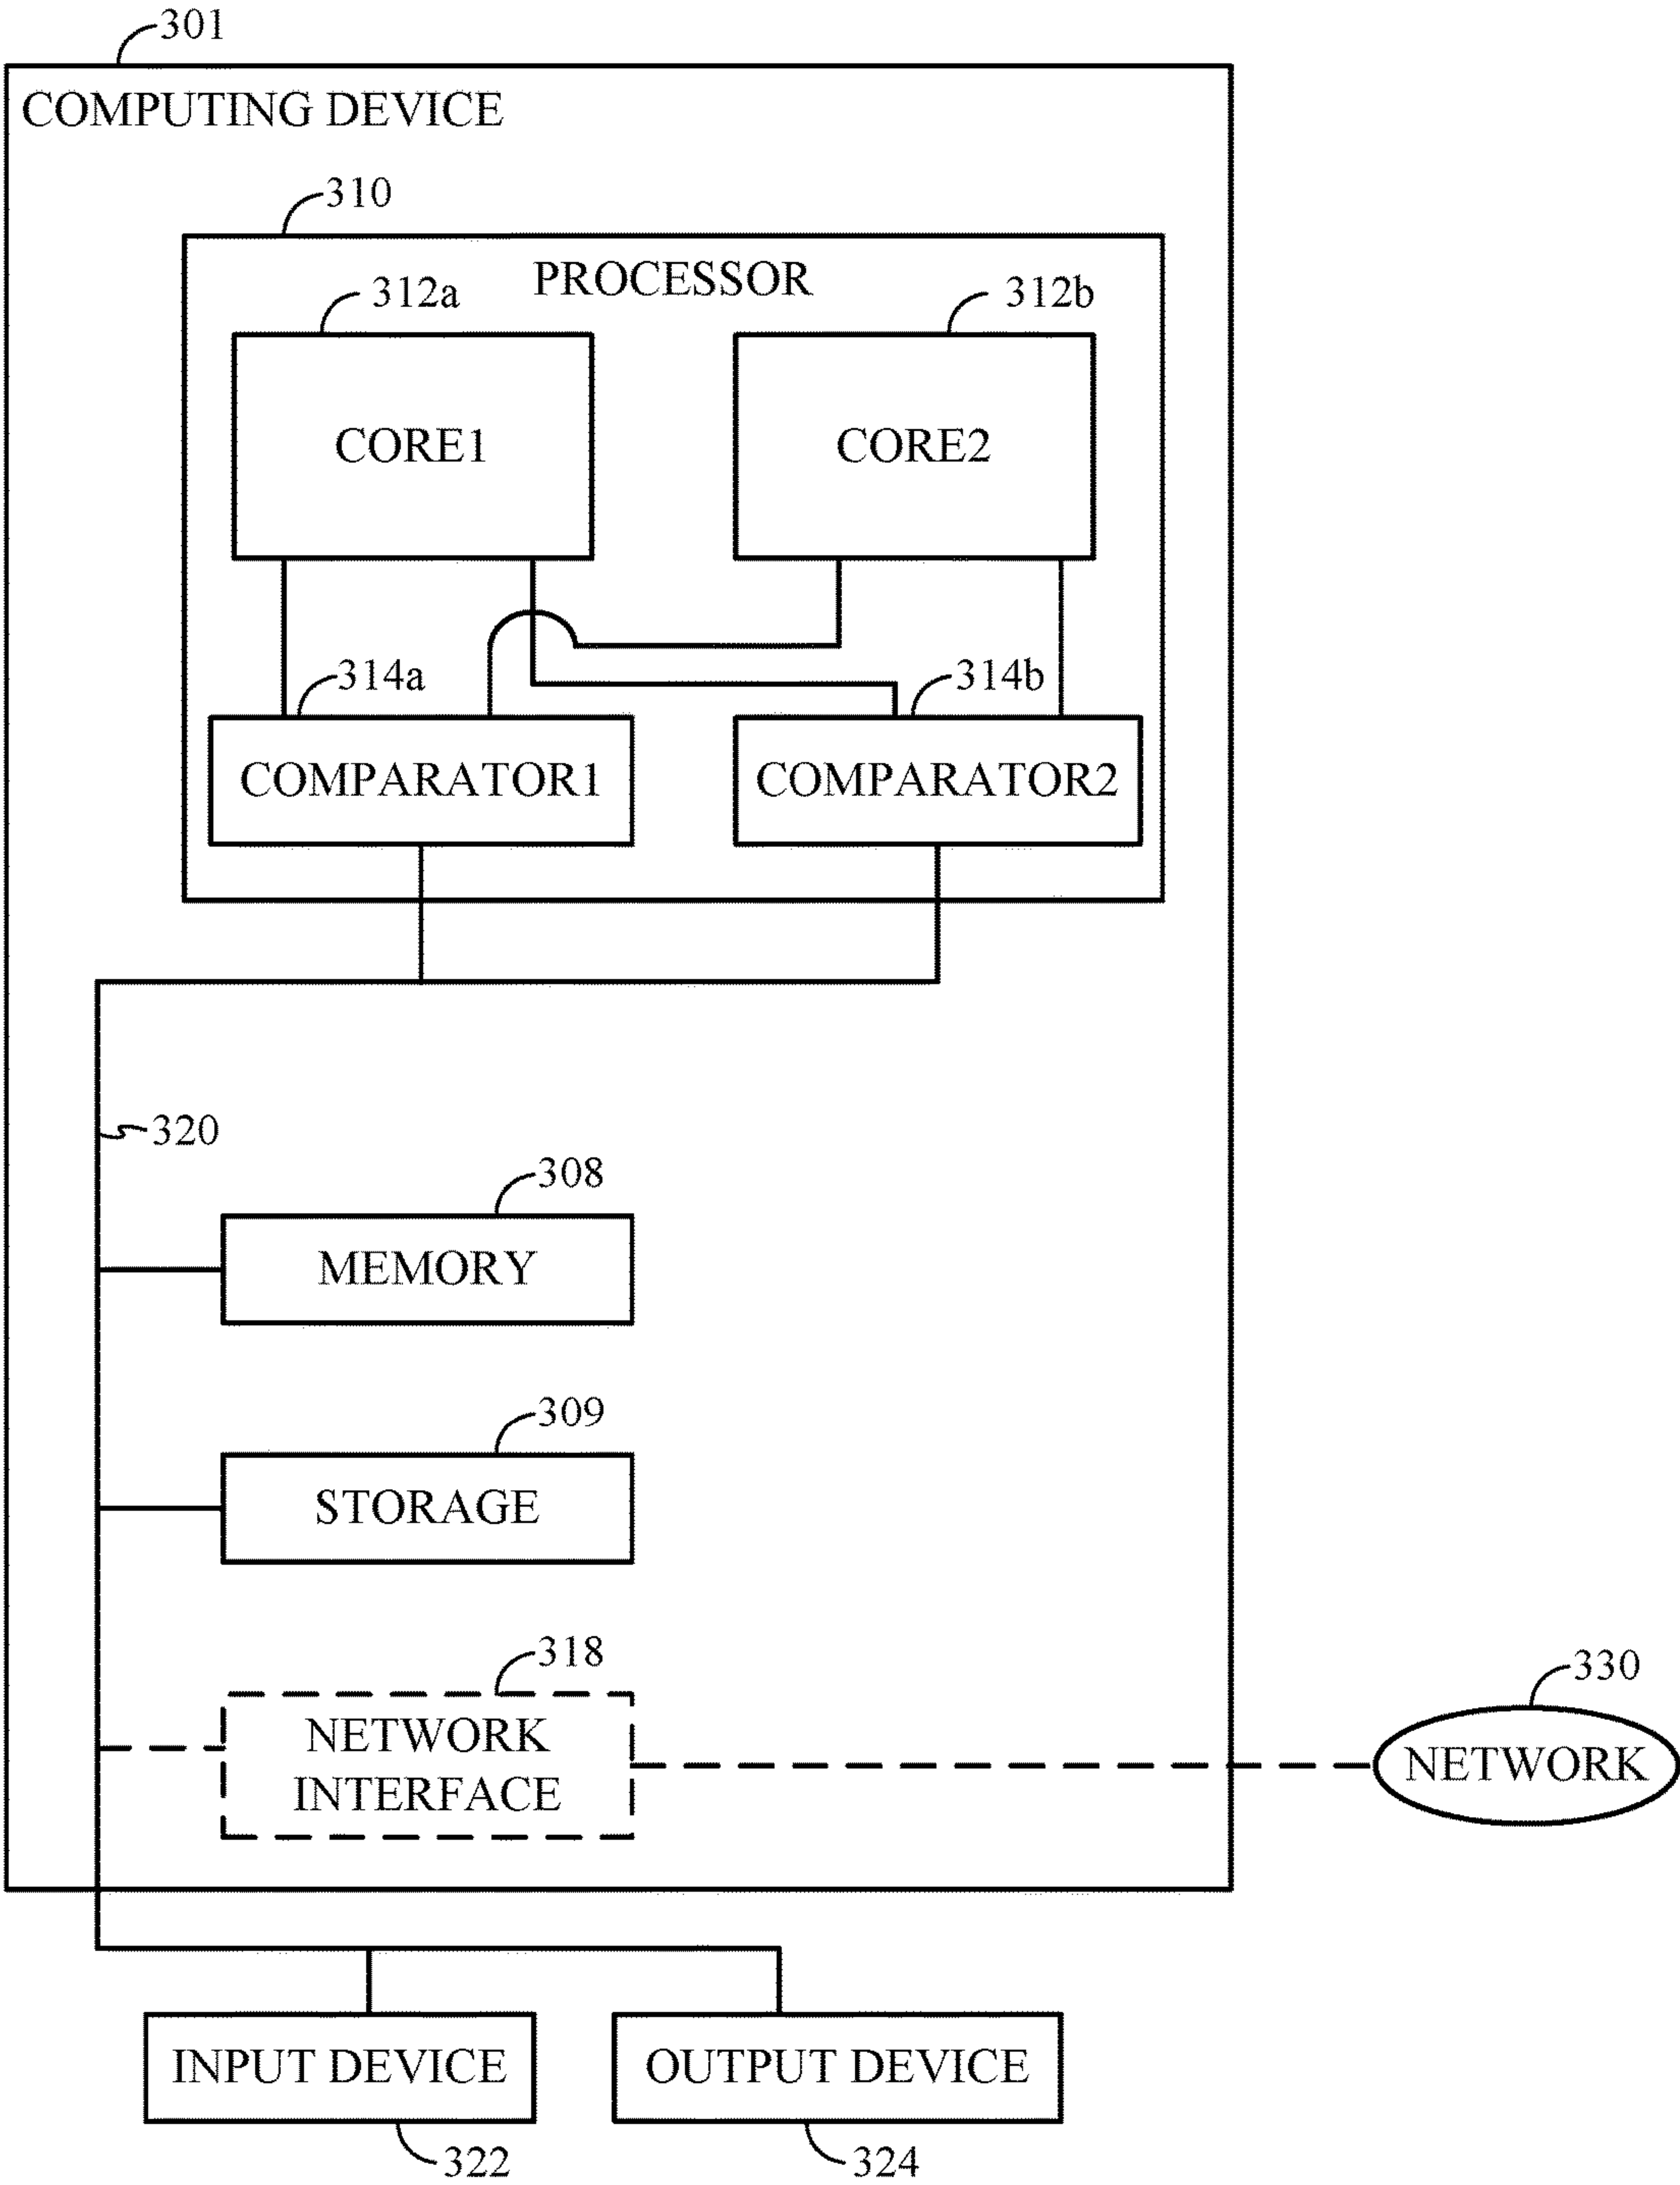 301
COMPUTING DEVICE
310
PROCESSOR
312a
312b
CORE1
CORE2
314a
314b
COMPARATOR1
COMPARATOR2
320
308
MEMORY
309
STORAGE
318
NETWORK
INTERFACE
330
NETWORK
INPUT DEVICE
OUTPUT DEVICE
322
324